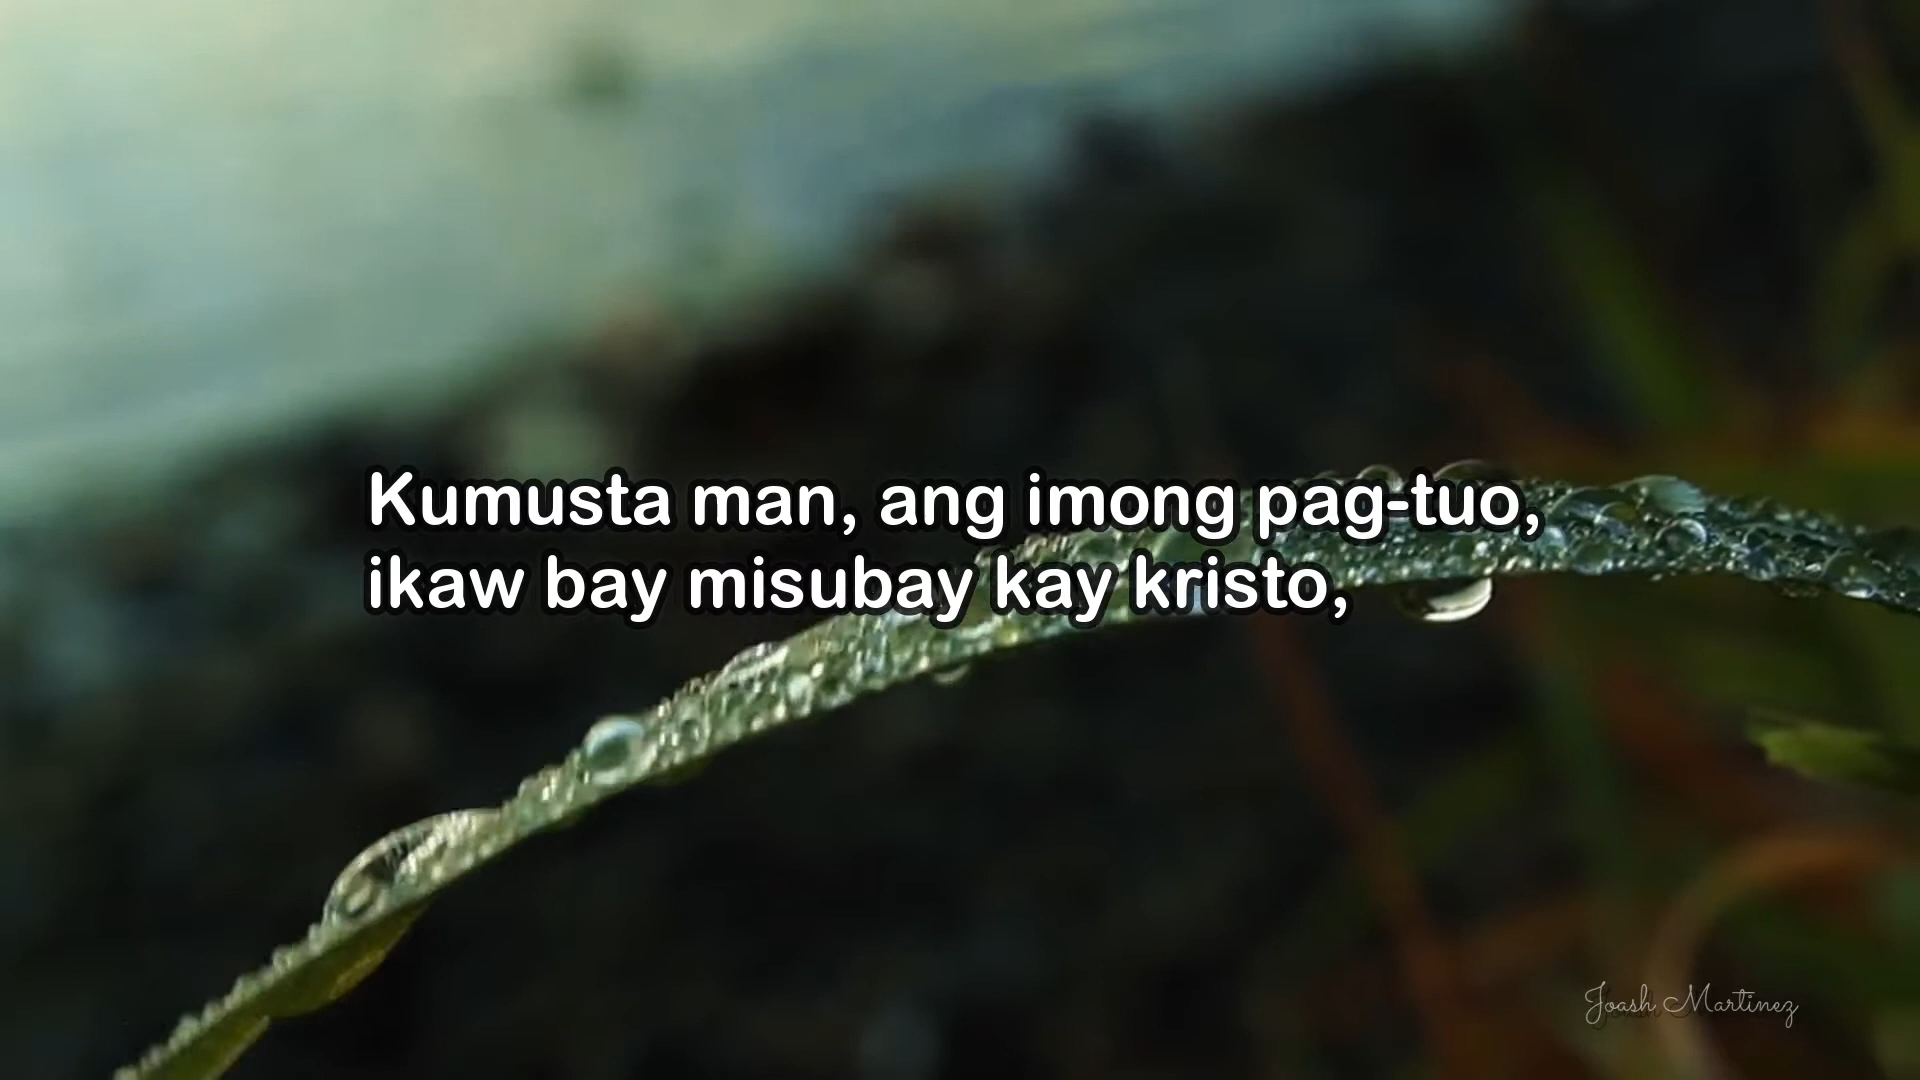 Kumusta man, ang imong pag-tuo,
ikaw bay misubay kay kristo,
Joash Martinez